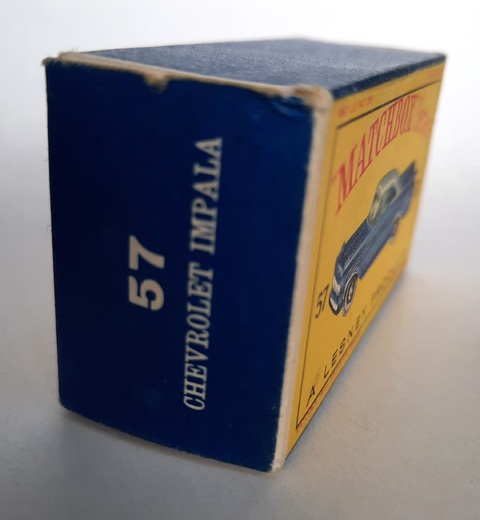 57
CHEVROLET IMPALA
"MATCHBOX"
57
A LESNEY